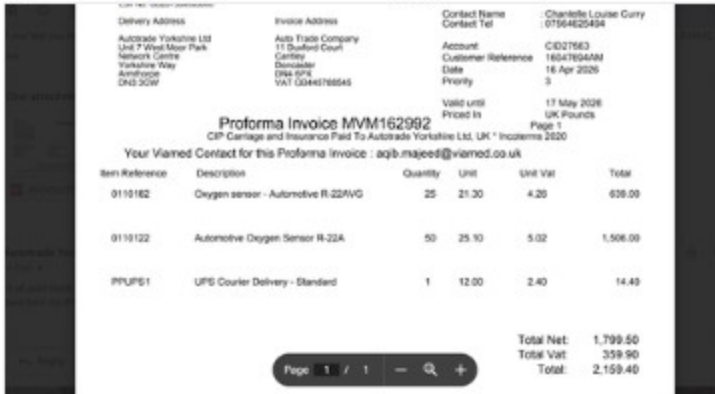 Contact Name : Chantelle Louise Curry
Delivery Address Invoice Address Contact Tel : 07564625494
Autotrade Yorkshire Ltd Auto Trade Company Account CID27563
Unit 7 West Moor Park 11 Duxford Court Customer Reference 16047694AM
Network Centre Cantley Date 16 Apr 2026
Yorkshire Way Doncaster Priority 3
Armthorpe DN4 6PX
DN3 3GW VAT
Valid until 17 May 2026
Priced In UK Pounds
Proforma Invoice MVM162992 Page 1
CIP Carriage and Insurance Paid To Autotrade Yorkshire Ltd, UK * Incoterms 2020
Your Viamed Contact for this Proforma Invoice : aqib.majeed@viamed.co.uk
Item Reference Description Quantity Unit Unit Vat Total
0110162 Oxygen sensor - Automotive R-22AVG 25 21.30 4.26 639.00
0110122 Automotive Oxygen Sensor R-22A 50 25.10 5.02 1,506.00
PPUPS1 UPS Courier Delivery - Standard 1 12.00 2.40 14.40
Total Net: 1,799.50
Total Vat: 359.90
Total: 2,159.40
Page 1 / 1